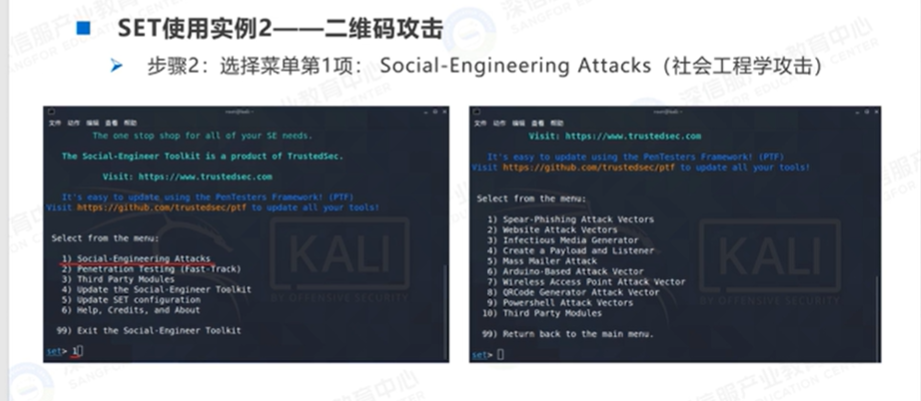 SET使用实例2——二维码攻击
步骤2：选择菜单第1项： Social-Engineering Attacks（社会工程学攻击）
文件 动作 编辑 查看 帮助
The one stop shop for all of your SE needs.
The Social-Engineer Toolkit is a product of TrustedSec.
Visit: https://www.trustedsec.com
It's easy to update using the PenTesters Framework! (PTF)
Visit https://github.com/trustedsec/ptf to update all your tools!
Select from the menu:
1) Social-Engineering Attacks
2) Penetration Testing (Fast-Track)
3) Third Party Modules
4) Update the Social-Engineer Toolkit
5) Update SET configuration
6) Help, Credits, and About
99) Exit the Social-Engineer Toolkit
set> 1
KALI
BY OFFENSIVE SECURITY
文件 动作 编辑 查看 帮助
Visit: https://www.trustedsec.com
It's easy to update using the PenTesters Framework! (PTF)
Visit https://github.com/trustedsec/ptf to update all your tools!
Select from the menu:
1) Spear-Phishing Attack Vectors
2) Website Attack Vectors
3) Infectious Media Generator
4) Create a Payload and Listener
5) Mass Mailer Attack
6) Arduino-Based Attack Vector
7) Wireless Access Point Attack Vector
8) QRCode Generator Attack Vector
9) Powershell Attack Vectors
10) Third Party Modules
99) Return back to the main menu.
set>
KALI
BY OFFENSIVE SECURITY
深信服产业教育中心
SANGFOR EDUCATION CENTER